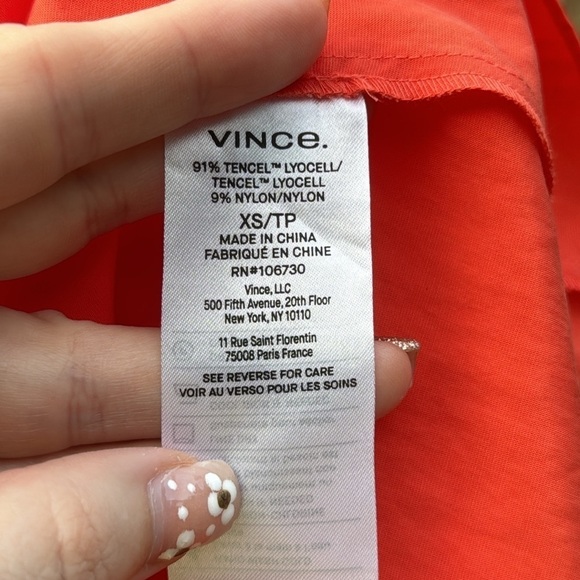 VINCE.
91% TENCEL™ LYOCELL/
TENCEL™ LYOCELL
9% NYLON/NYLON
XS/TP
MADE IN CHINA
FABRIQUÉ EN CHINE
RN#106730
Vince, LLC
500 Fifth Avenue, 20th Floor
New York, NY 10110
11 Rue Saint Florentin
75008 Paris France
SEE REVERSE FOR CARE
VOIR AU VERSO POUR LES SOINS